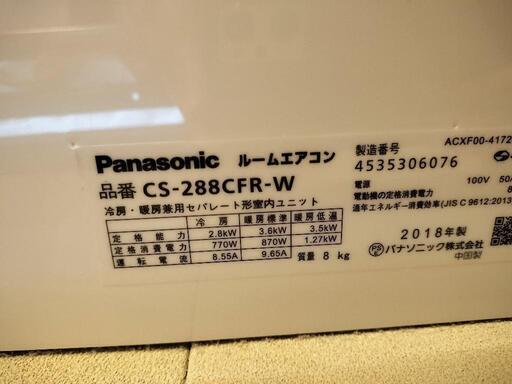 ACXF00-4172
Panasonic ルームエアコン
製造番号
4535306076
品番 CS-288CFR-W
冷房・暖房兼用セパレート形室内ユニット
電源 100V 50
電動機の定格消費電力 8
通年エネルギー消費効率(JIS C 9612:2013
冷房 暖房標準 暖房低温
定格能力 2.8kW 3.6kW 3.5kW
定格消費電力 770W 870W 1.27kW
運転電流 8.55A 9.65A
質量 8 kg
2018年製
PS E パナソニック株式会社
中国製